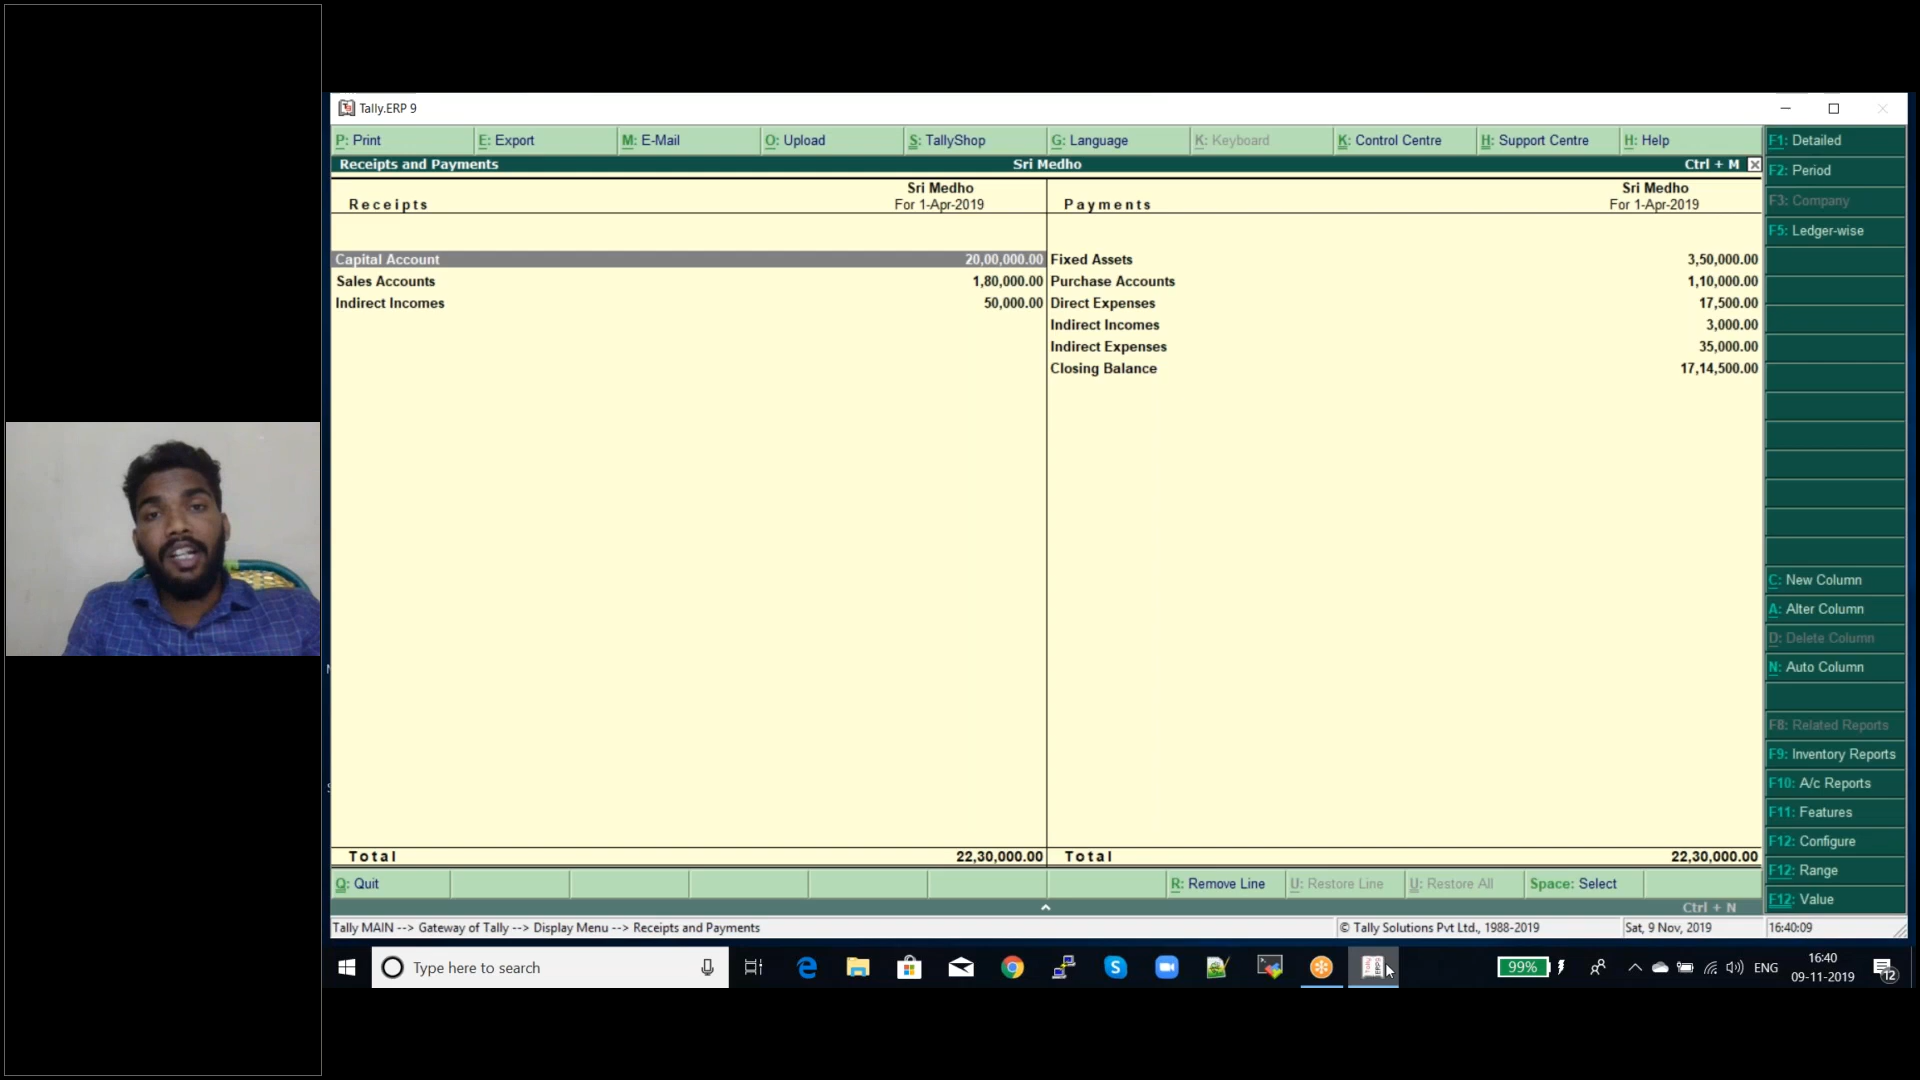 Tally.ERP 9
P: Print E: Export M: E-Mail O: Upload S: TallyShop G: Language K: Keyboard K: Control Centre H: Support Centre H: Help
Receipts and Payments Sri Medho Ctrl + M
Receipts Sri Medho For 1-Apr-2019 Payments Sri Medho For 1-Apr-2019
Capital Account 20,00,000.00 Fixed Assets 3,50,000.00
Sales Accounts 1,80,000.00 Purchase Accounts 1,10,000.00
Indirect Incomes 50,000.00 Direct Expenses 17,500.00
Indirect Incomes 3,000.00
Indirect Expenses 35,000.00
Closing Balance 17,14,500.00
Total 22,30,000.00 Total 22,30,000.00
F1: Detailed
F2: Period
F3: Company
F5: Ledger-wise
C: New Column
A: Alter Column
D: Delete Column
N: Auto Column
F8: Related Reports
F9: Inventory Reports
F10: A/c Reports
F11: Features
F12: Configure
F12: Range
F12: Value
Q: Quit R: Remove Line U: Restore Line U: Restore All Space: Select
Ctrl + N
Tally MAIN --> Gateway of Tally --> Display Menu --> Receipts and Payments © Tally Solutions Pvt Ltd., 1988-2019 Sat, 9 Nov, 2019 16:40:09
Type here to search 99% ENG 16:40
09-11-2019 12